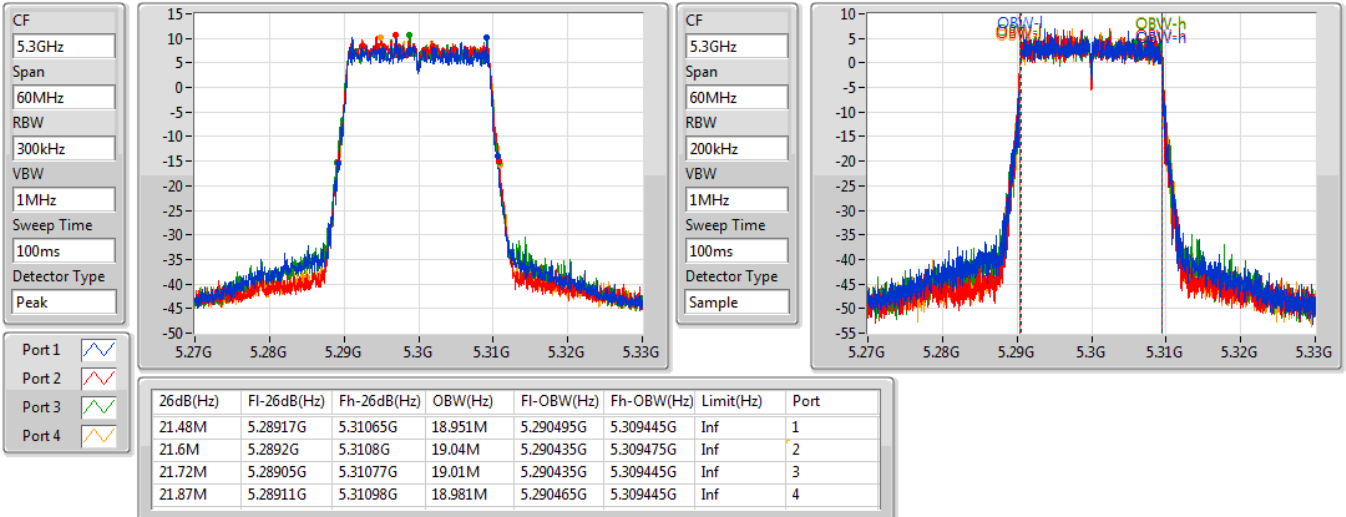 CF
5.3GHz
Span
60MHz
RBW
300kHz
VBW
1MHz
Sweep Time
100ms
Detector Type
Peak
15
10
5
0
-5
-10
-15
-20
-25
-30
-35
-40
-45
-50
5.27G 5.28G 5.29G 5.3G 5.31G 5.32G 5.33G
CF
5.3GHz
Span
60MHz
RBW
200kHz
VBW
1MHz
Sweep Time
100ms
Detector Type
Sample
10
5
0
-5
-10
-15
-20
-25
-30
-35
-40
-45
-50
-55
OBW-l OBW-h
OBW-l OBW-h
5.27G 5.28G 5.29G 5.3G 5.31G 5.32G 5.33G
Port 1
Port 2
Port 3
Port 4
26dB(Hz) Fl-26dB(Hz) Fh-26dB(Hz) OBW(Hz) Fl-OBW(Hz) Fh-OBW(Hz) Limit(Hz) Port
21.48M 5.28917G 5.31065G 18.951M 5.290495G 5.309445G Inf 1
21.6M 5.2892G 5.3108G 19.04M 5.290435G 5.309475G Inf 2
21.72M 5.28905G 5.31077G 19.01M 5.290435G 5.309445G Inf 3
21.87M 5.28911G 5.31098G 18.981M 5.290465G 5.309445G Inf 4